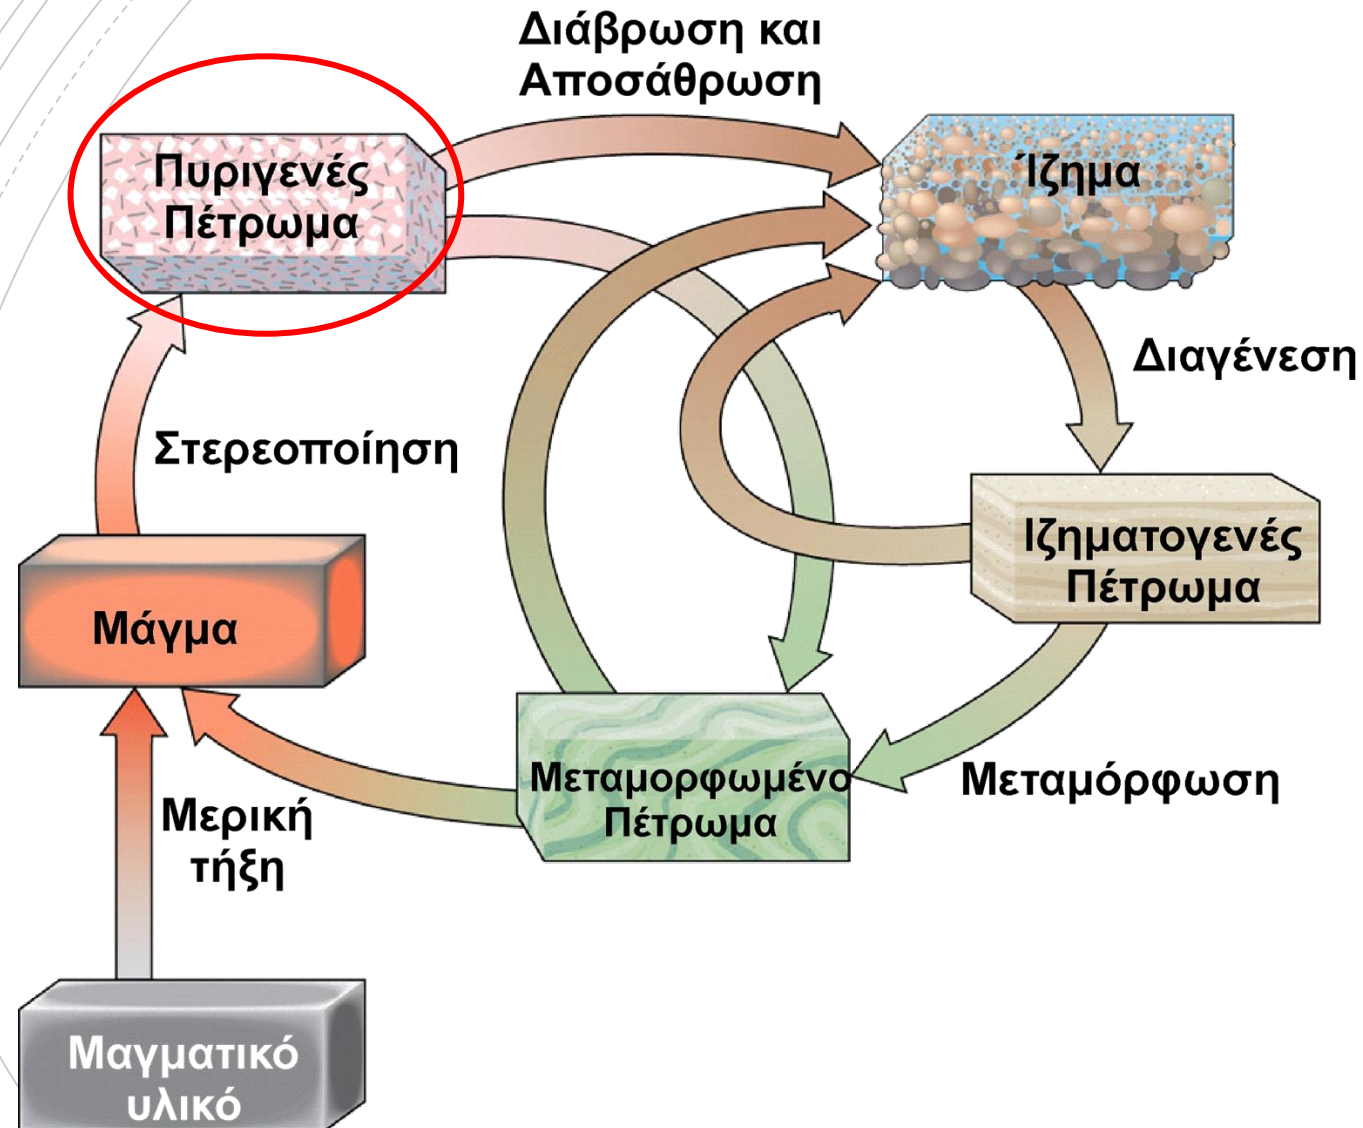 Διάβρωση και
Αποσάθρωση
Πυριγενές
Πέτρωμα
Ίζημα
Διαγένεση
Στερεοποίηση
Ιζηματογενές
Πέτρωμα
Μάγμα
Μεταμορφωμένο
Πέτρωμα
Μεταμόρφωση
Μερική
τήξη
Μαγματικό
υλικό